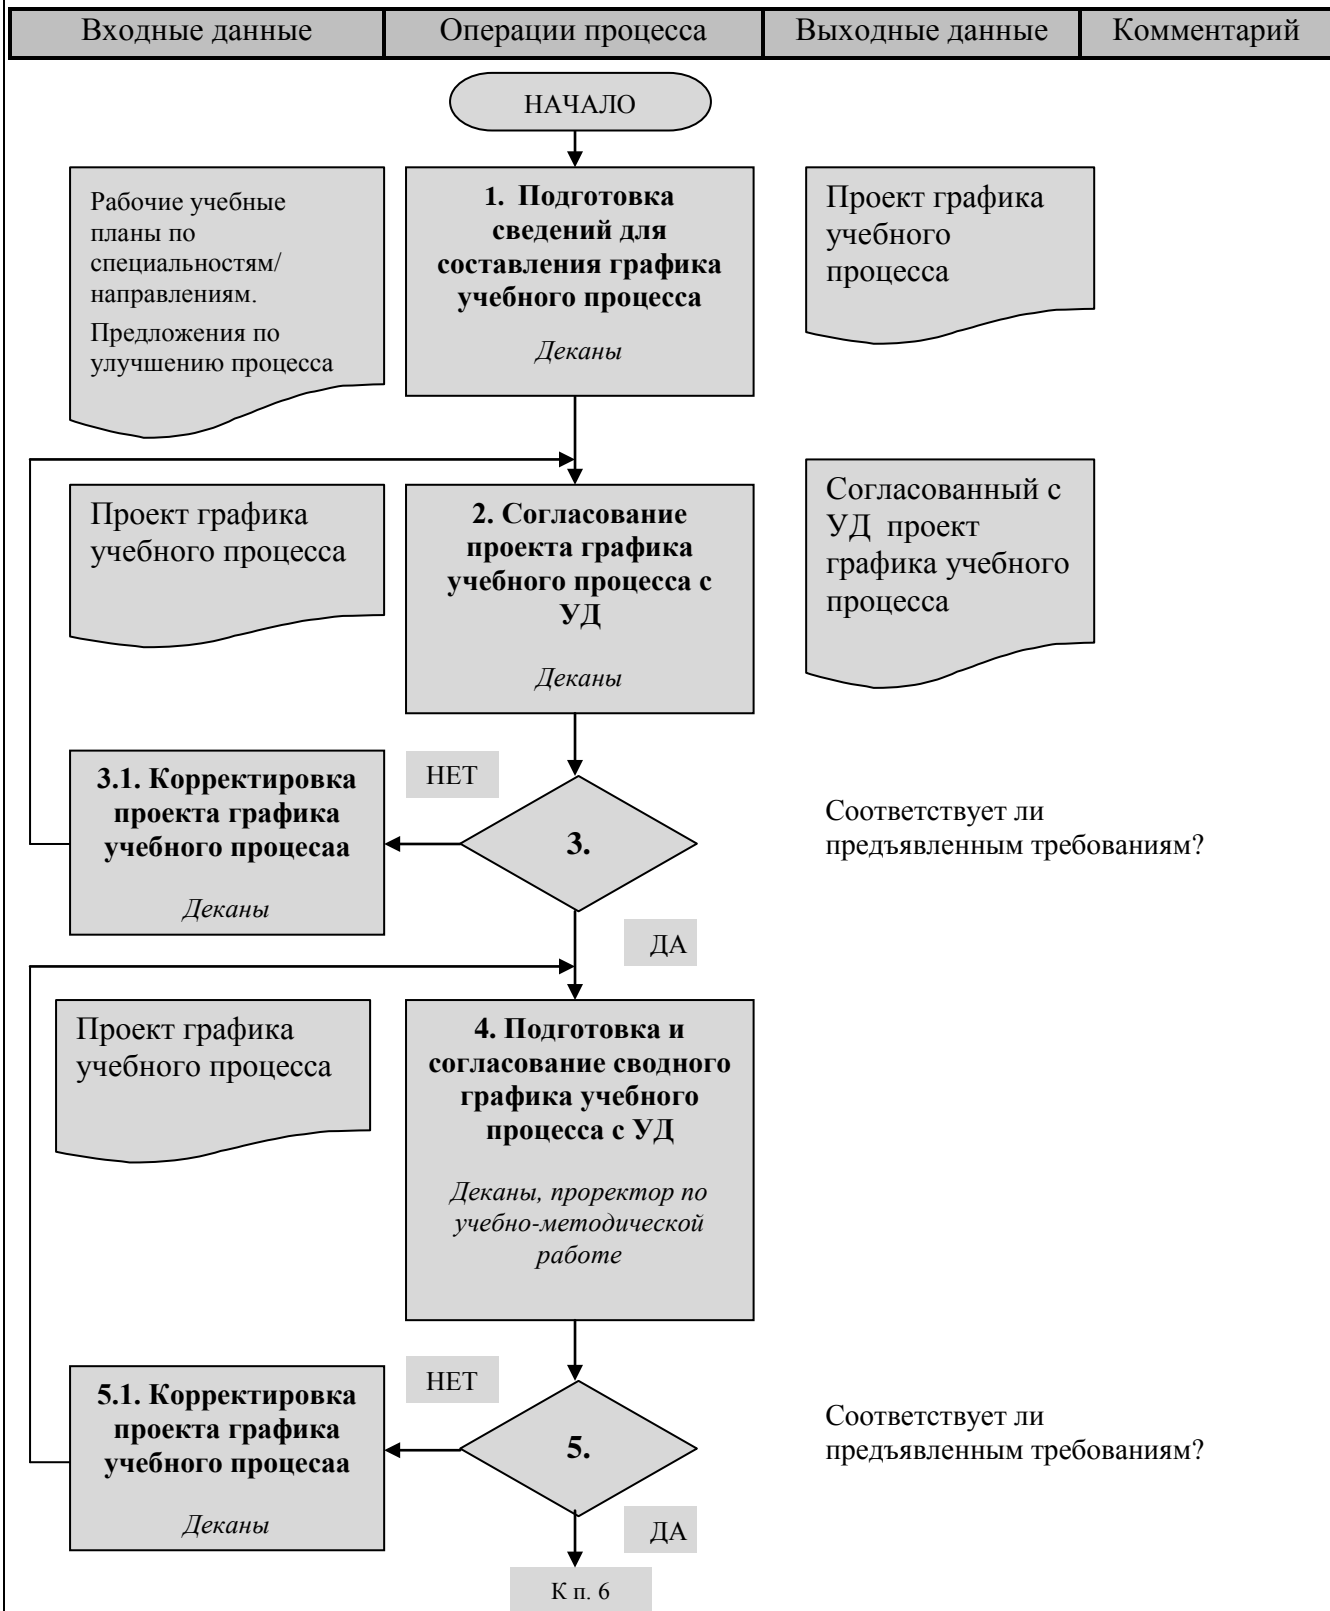 Входные данные
Операции процесса
Выходные данные
Комментарий
НАЧАЛО
Рабочие учебные
планы по
специальностям/
направлениям.
Предложения по
улучшению процесса
1. Подготовка
сведений для
составления графика
учебного процесса
Деканы
Проект графика
учебного
процесса
Проект графика
учебного процесса
2. Согласование
проекта графика
учебного процесса с
УД
Деканы
Согласованный с
УД проект
графика учебного
процесса
3.1. Корректировка
проекта графика
учебного процесаа
Деканы
НЕТ
3.
Соответствует ли
предъявленным требованиям?
ДА
Проект графика
учебного процесса
4. Подготовка и
согласование сводного
графика учебного
процесса с УД
Деканы, проректор по
учебно-методической
работе
5.1. Корректировка
проекта графика
учебного процесаа
Деканы
НЕТ
5.
Соответствует ли
предъявленным требованиям?
ДА
К п. 6